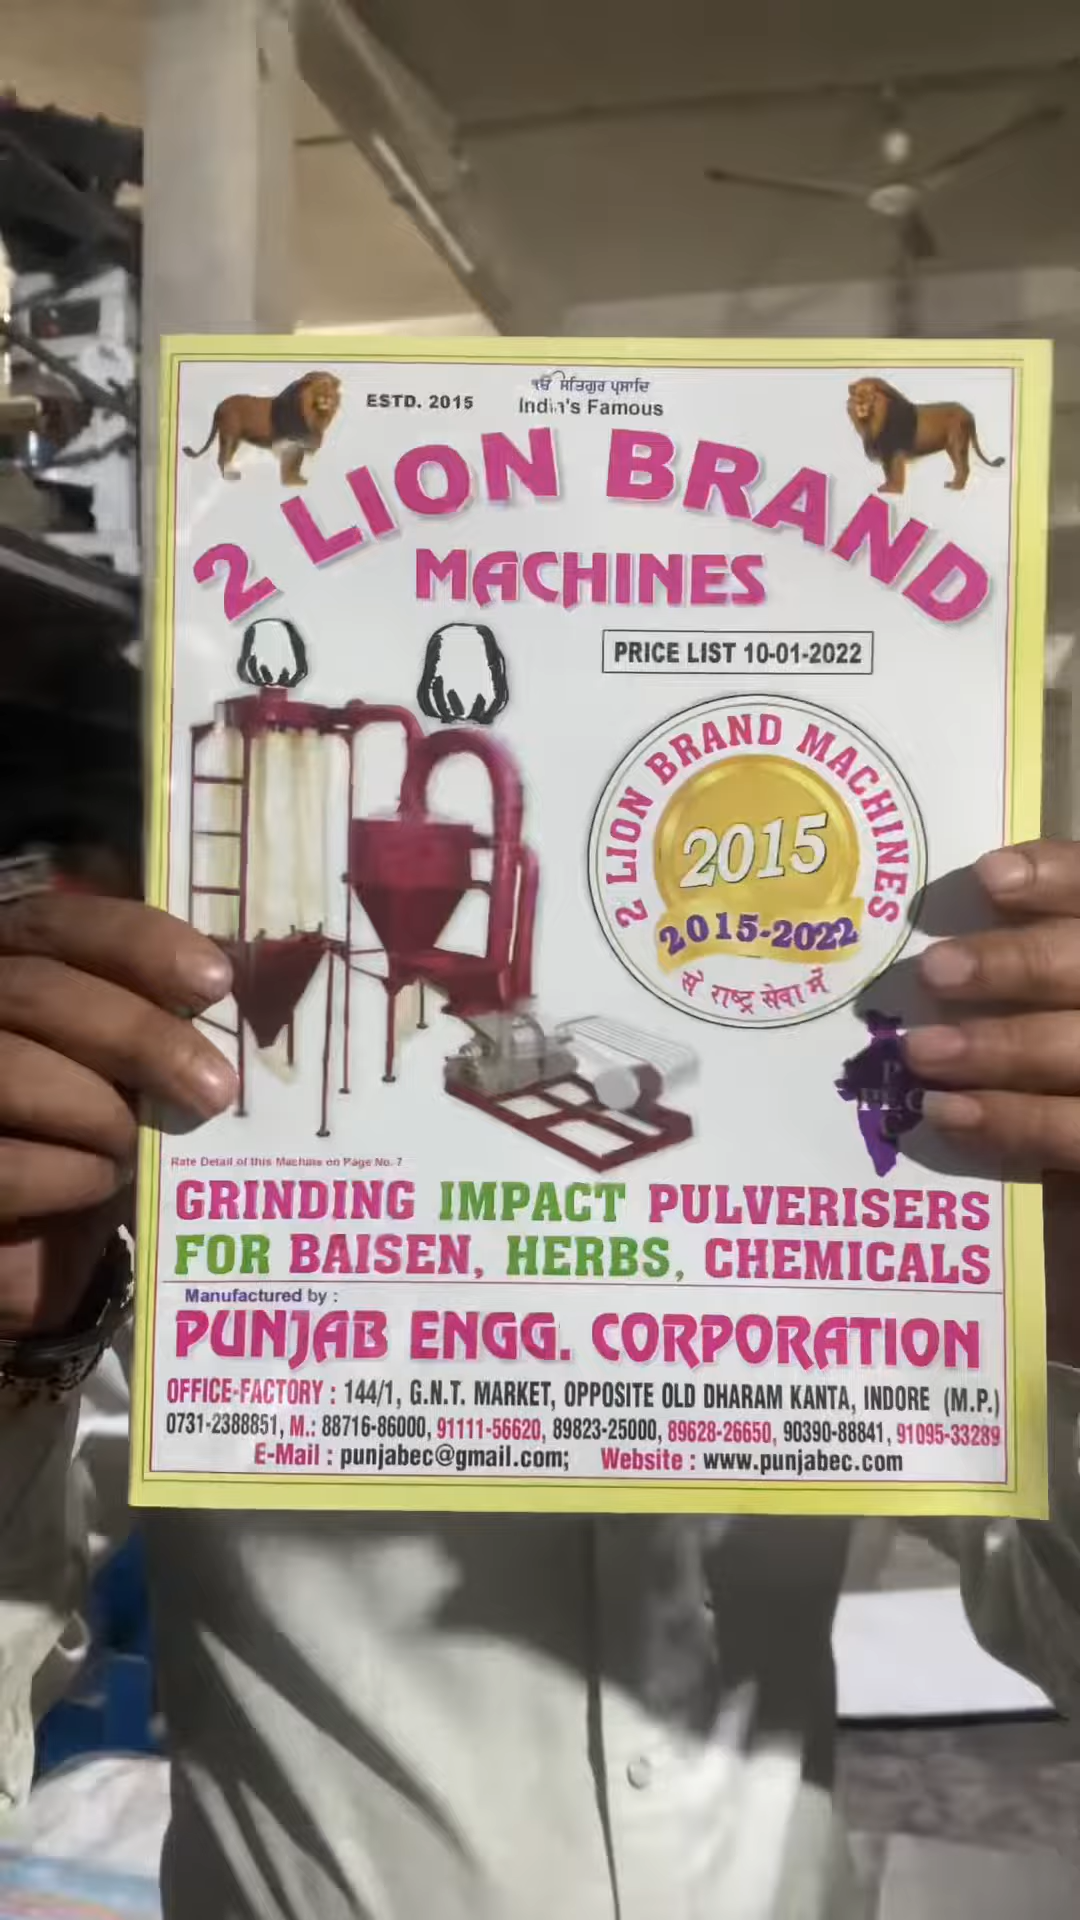 ੴ ਸਤਿਗੁਰ ਪ੍ਰਸਾਦਿ
ESTD. 2015
India's Famous
2 LION BRAND
MACHINES
PRICE LIST 10-01-2022
2 LION BRAND MACHINES
2015
2015-2022
से राष्ट्र सेवा में
P
PEC
Rate Detail of this Machine on Page No. 7
GRINDING IMPACT PULVERISERS
FOR BAISEN, HERBS, CHEMICALS
Manufactured by :
PUNJAB ENGG. CORPORATION
OFFICE-FACTORY : 144/1, G.N.T. MARKET, OPPOSITE OLD DHARAM KANTA, INDORE (M.P.)
0731-2388851, M.: 88716-86000, 91111-56620, 89823-25000, 89628-26650, 90390-88841, 91095-33289
E-Mail : punjabec@gmail.com; Website : www.punjabec.com